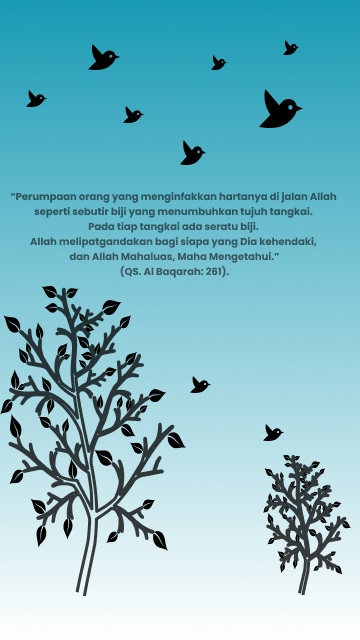 “Perumpaan orang yang menginfakkan hartanya di jalan Allah
seperti sebutir biji yang menumbuhkan tujuh tangkai.
Pada tiap tangkai ada seratu biji.
Allah melipatgandakan bagi siapa yang Dia kehendaki,
dan Allah Mahaluas, Maha Mengetahui.”
(QS. Al Baqarah: 261).